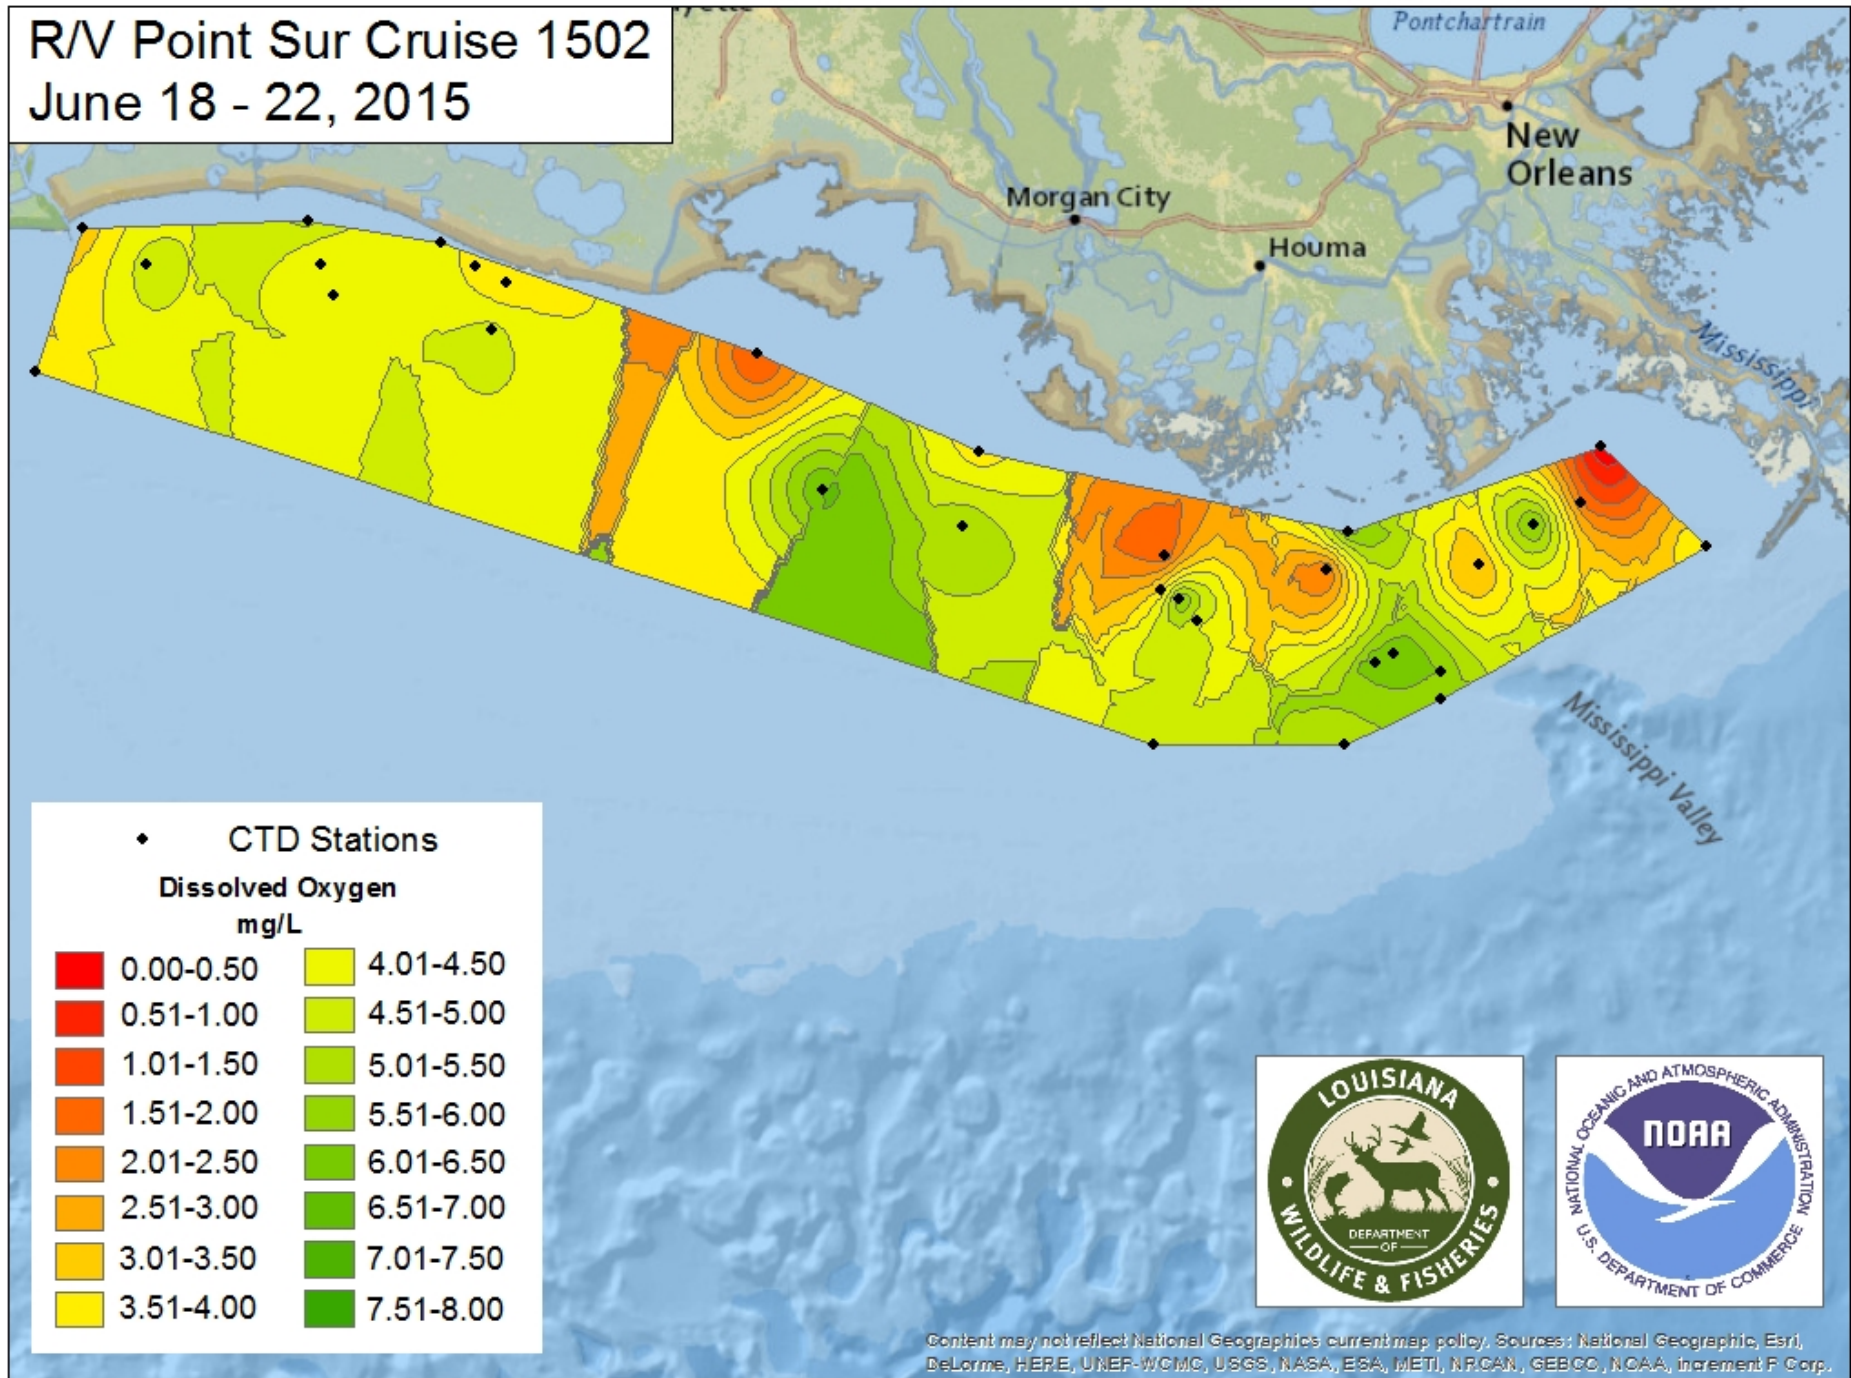 R/V Point Sur Cruise 1502
June 18 - 22, 2015
Pontchartrain
New
Orleans
Morgan City
Houma
Mississippi
Mississippi Valley
CTD Stations
Dissolved Oxygen
mg/L
0.00-0.50
4.01-4.50
0.51-1.00
4.51-5.00
1.01-1.50
5.01-5.50
1.51-2.00
5.51-6.00
2.01-2.50
6.01-6.50
2.51-3.00
6.51-7.00
3.01-3.50
7.01-7.50
3.51-4.00
7.51-8.00
LOUISIANA
DEPARTMENT
OF
WILDLIFE & FISHERIES
NATIONAL OCEANIC AND ATMOSPHERIC ADMINISTRATION
NOAA
U.S. DEPARTMENT OF COMMERCE
Content may not reflect National Geographic's current map policy. Sources: National Geographic, Esri,
DeLorme, HERE, UNEP-WCMC, USGS, NASA, ESA, METI, NRCAN, GEBCO, NOAA, increment P Corp.